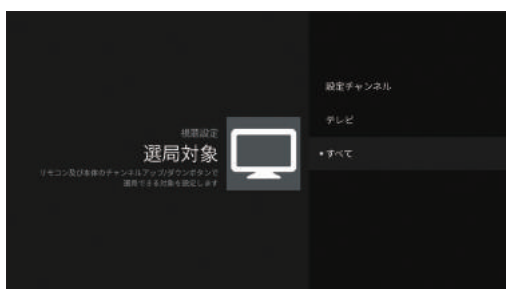 視聴設定
選局対象
リモコン及び本体のチャンネルアップ/ダウンボタンで
選局できる対象を設定します
設定チャンネル
テレビ
•すべて